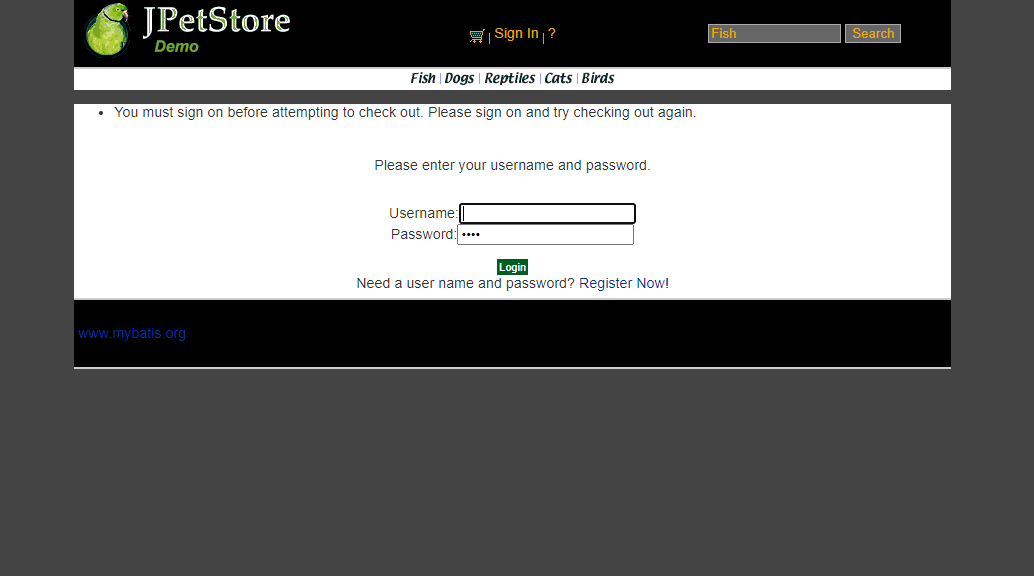 JPetStore
Demo
| Sign In | ?
Fish Search
Fish | Dogs | Reptiles | Cats | Birds
• You must sign on before attempting to check out. Please sign on and try checking out again.
Please enter your username and password.
Username:
Password: ••••
Login
Need a user name and password? Register Now!
www.mybatis.org